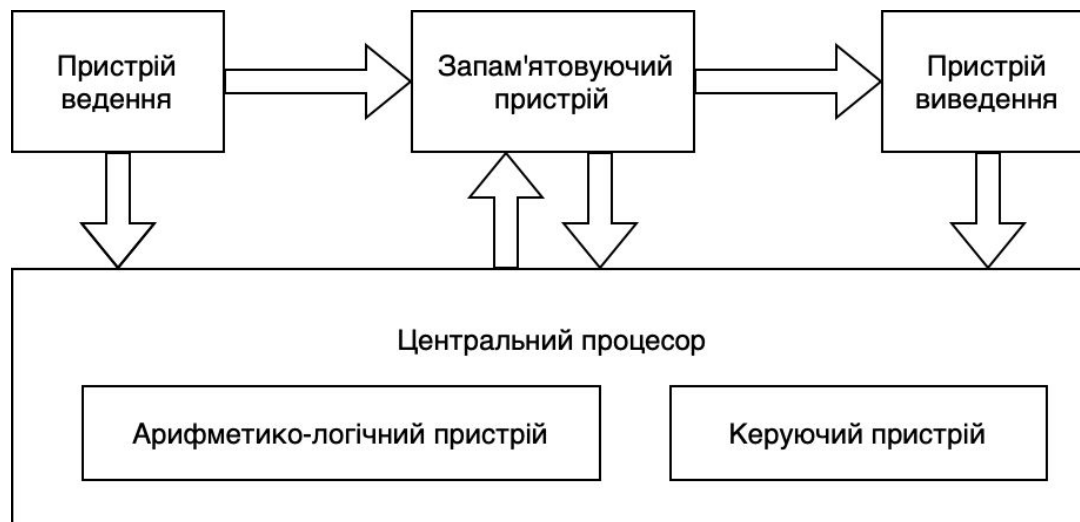 Пристрій
ведення
Запам'ятовуючий
пристрій
Пристрій
виведення
Центральний процесор
Арифметико-логічний пристрій
Керуючий пристрій